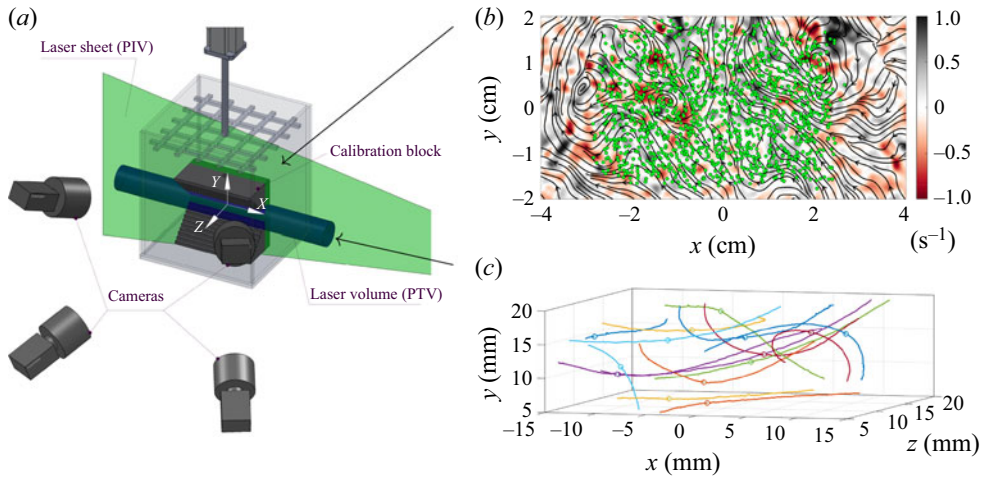 (a)
Laser sheet (PIV)
Calibration block
Y
X
Z
Cameras
Laser volume (PTV)
(b)
2
1
0
–1
–2
y (cm)
–4
–2
0
2
4
x (cm)
1.0
0.5
0
–0.5
–1.0
(s⁻¹)
(c)
20
15
10
5
y (mm)
–15
–10
–5
0
5
10
15
x (mm)
5
10
15
20
z (mm)